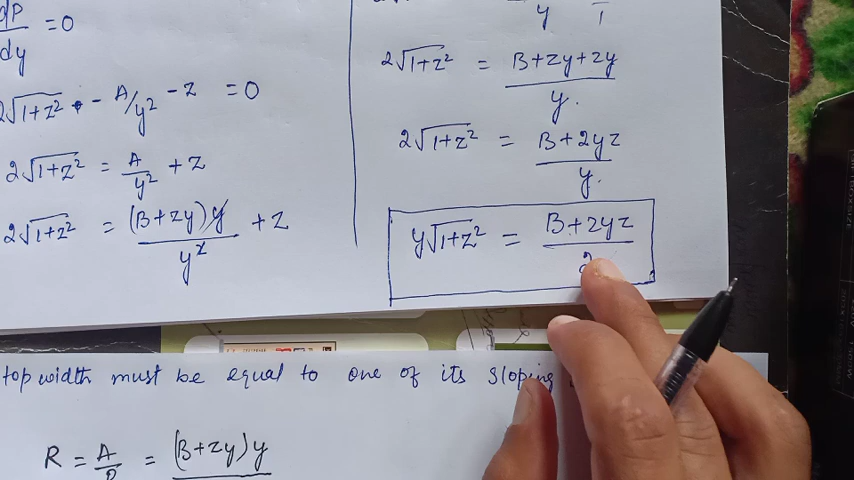 dP/dy = 0
2√1+z² - A/y² - z = 0
2√1+z² = A/y² + z
2√1+z² = (B+zy)y/y² + z
y 1
2√1+z² = B+zy+zy/y.
2√1+z² = B+2yz/y.
y√1+z² = B+2yz/2
top width must be equal to one of its sloping
R = A/P = (B+zy)y